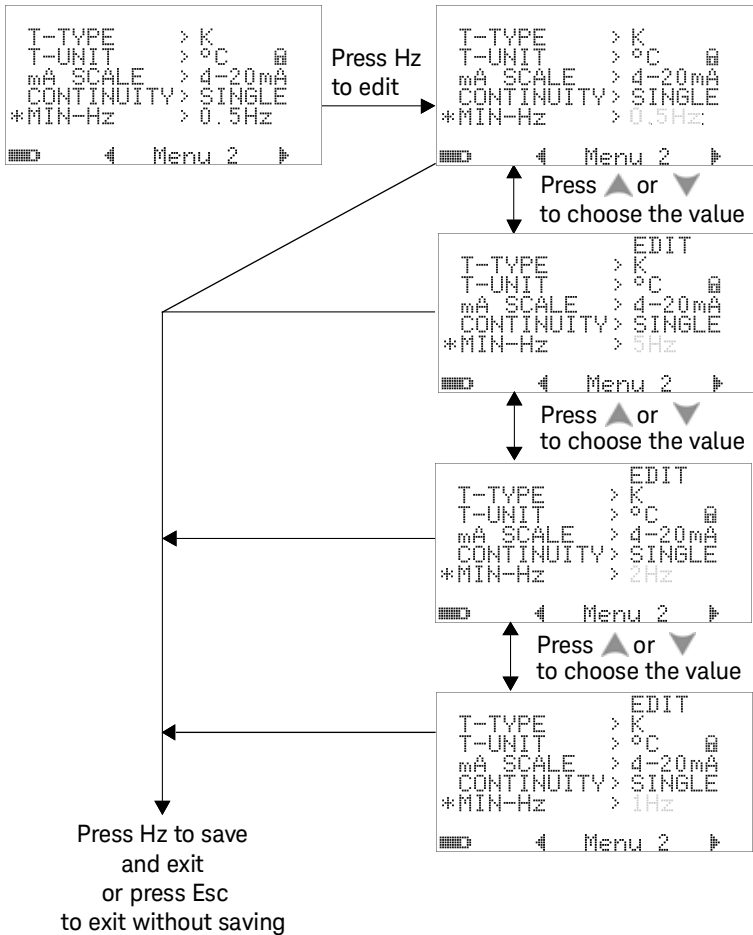 T-TYPE > K
T-UNIT > °C
mA SCALE > 4-20mA
CONTINUITY> SINGLE
*MIN-Hz > 0.5Hz
Menu 2
Press Hz
to edit
T-TYPE > K
T-UNIT > °C
mA SCALE > 4-20mA
CONTINUITY> SINGLE
*MIN-Hz > 0.5Hz
Menu 2
Press ▲ or ▼
to choose the value
EDIT
T-TYPE > K
T-UNIT > °C
mA SCALE > 4-20mA
CONTINUITY> SINGLE
*MIN-Hz > 5Hz
Menu 2
Press ▲ or ▼
to choose the value
EDIT
T-TYPE > K
T-UNIT > °C
mA SCALE > 4-20mA
CONTINUITY> SINGLE
*MIN-Hz > 2Hz
Menu 2
Press ▲ or ▼
to choose the value
EDIT
T-TYPE > K
T-UNIT > °C
mA SCALE > 4-20mA
CONTINUITY> SINGLE
*MIN-Hz > 1Hz
Menu 2
Press Hz to save
and exit
or press Esc
to exit without saving